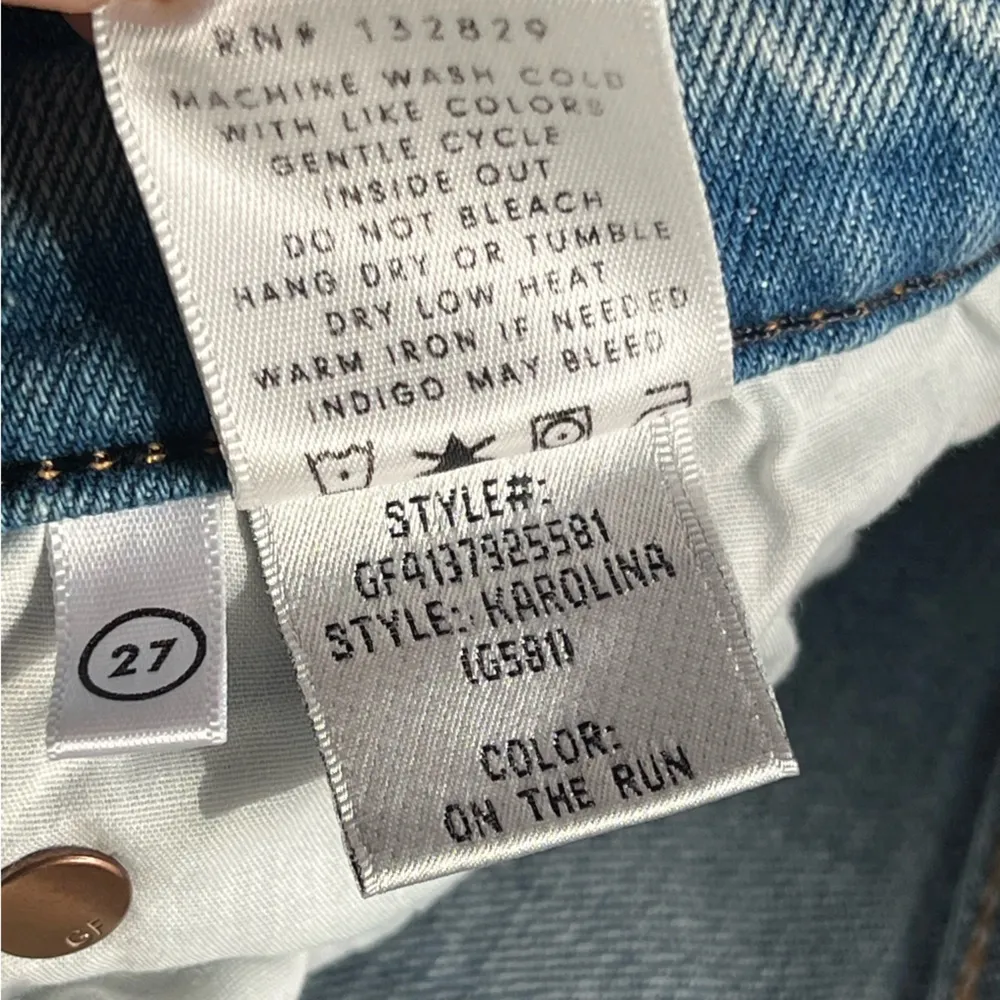 RN# 132829
MACHINE WASH COLD
WITH LIKE COLORS
GENTLE CYCLE
INSIDE OUT
DO NOT BLEACH
HANG DRY OR TUMBLE
DRY LOW HEAT
WARM IRON IF NEEDED
INDIGO MAY BLEED
STYLE#:
GF4137925581
STYLE: KAROLINA
(G581)
COLOR:
ON THE RUN
27
GF